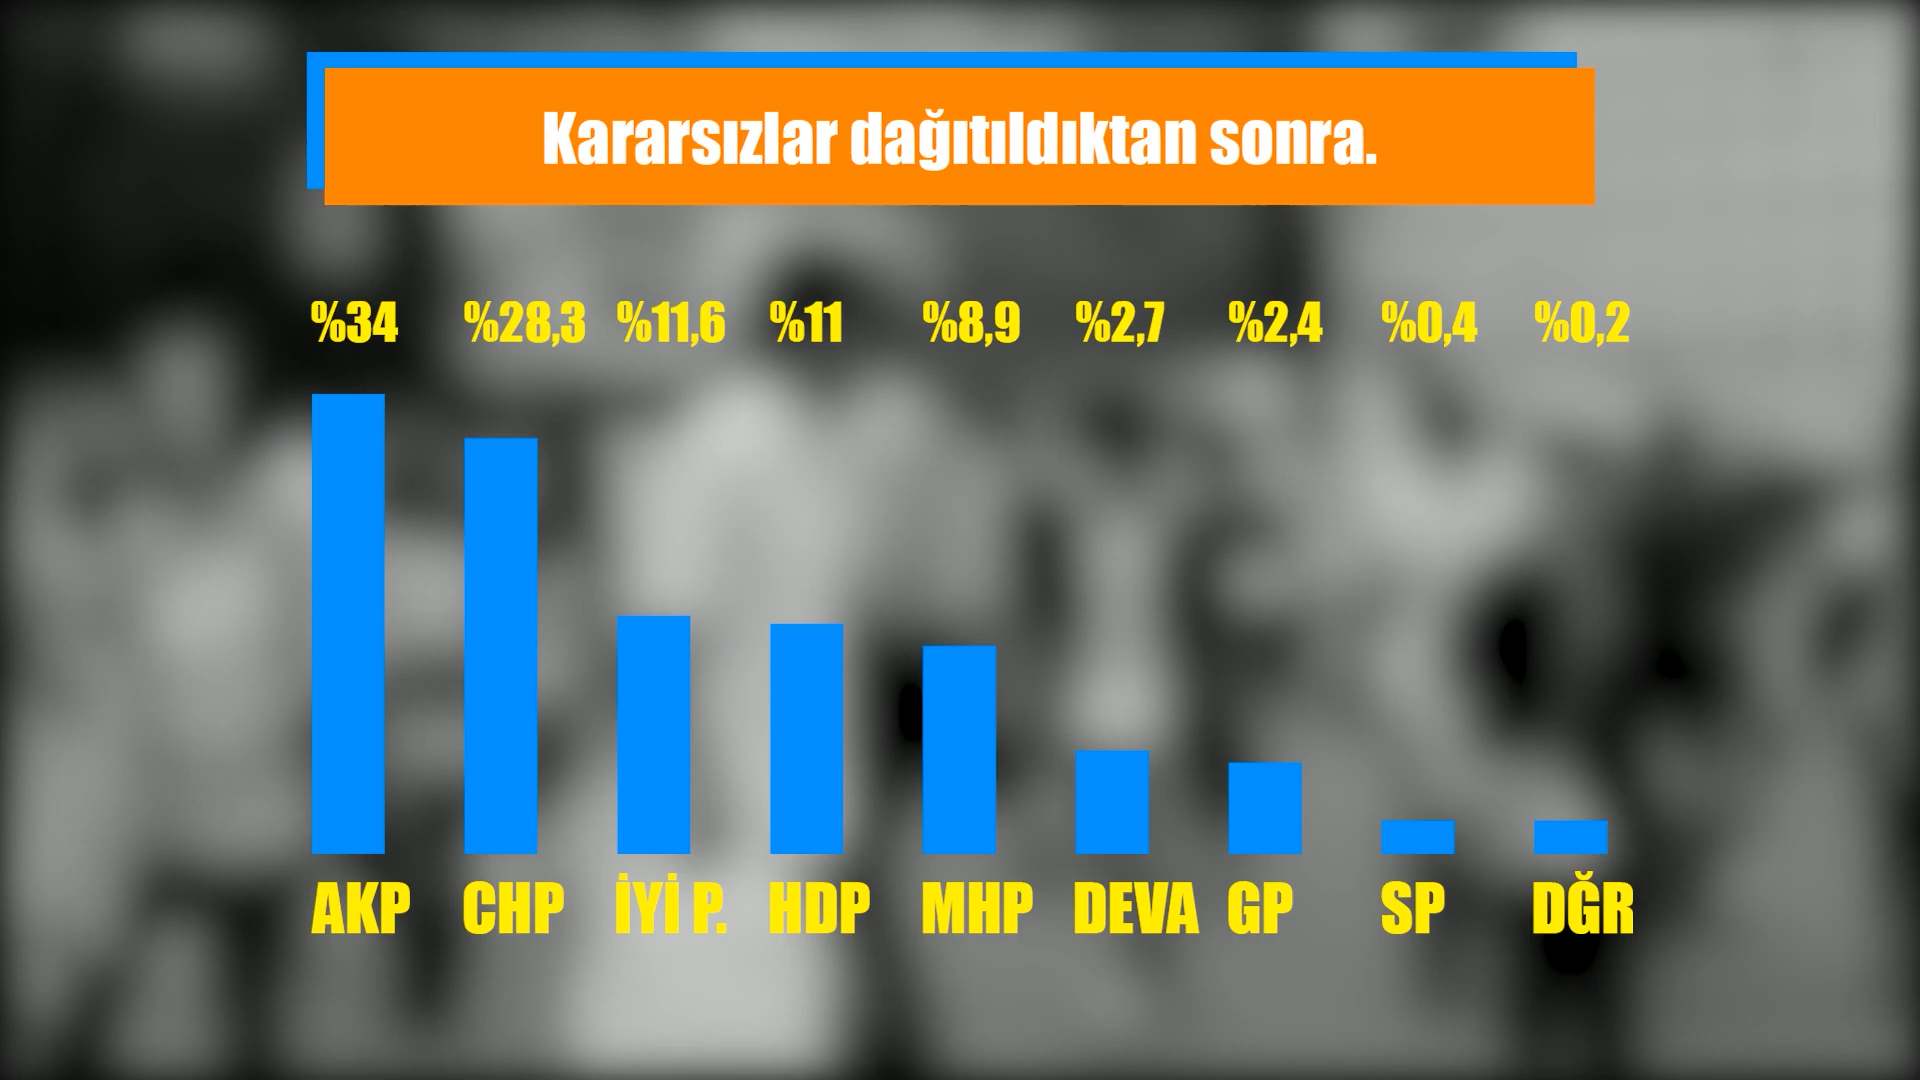 Kararsızlar dağıtıldıktan sonra.
%34 %28,3 %11,6 %11 %8,9 %2,7 %2,4 %0,4 %0,2
AKP CHP İYİ P. HDP MHP DEVA GP SP DĞR